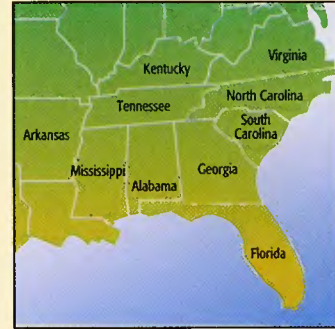 Virginia
Kentucky
North Carolina
Tennessee
South
Carolina
Arkansas
Mississippi
Georgia
Alabama
Florida